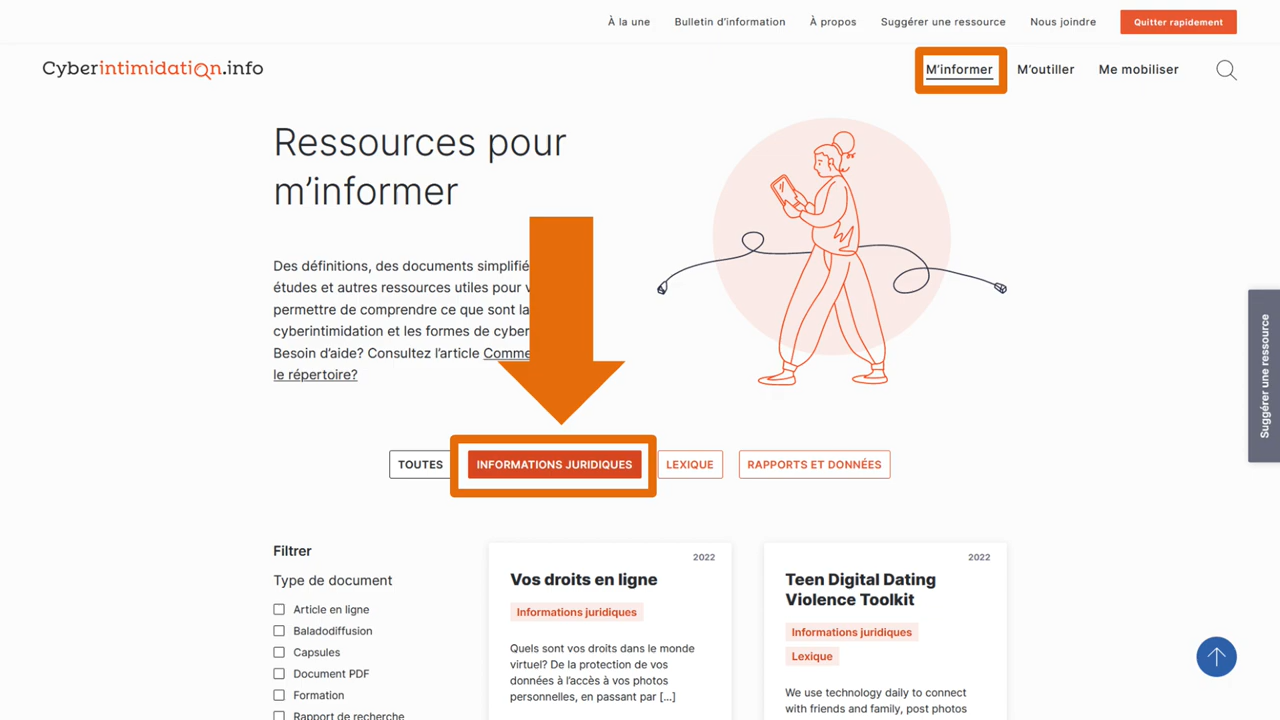 À la une Bulletin d'information À propos Suggérer une ressource Nous joindre Quitter rapidement
Cyberintimidation.info M'informer M'outiller Me mobiliser
Ressources pour
m'informer
Des définitions, des documents simplifié
études et autres ressources utiles pour
permettre de comprendre ce que sont la
cyberintimidation et les formes de cyber
Besoin d'aide? Consultez l'article Comme
le répertoire?
Suggérer une ressource
TOUTES INFORMATIONS JURIDIQUES LEXIQUE RAPPORTS ET DONNÉES
Filtrer
Type de document
Article en ligne
Baladodiffusion
Capsules
Document PDF
Formation
Rapport de recherche
2022
Vos droits en ligne
Informations juridiques
Quels sont vos droits dans le monde
virtuel? De la protection de vos
données à l'accès à vos photos
personnelles, en passant par [...]
2022
Teen Digital Dating
Violence Toolkit
Informations juridiques
Lexique
We use technology daily to connect
with friends and family, post photos